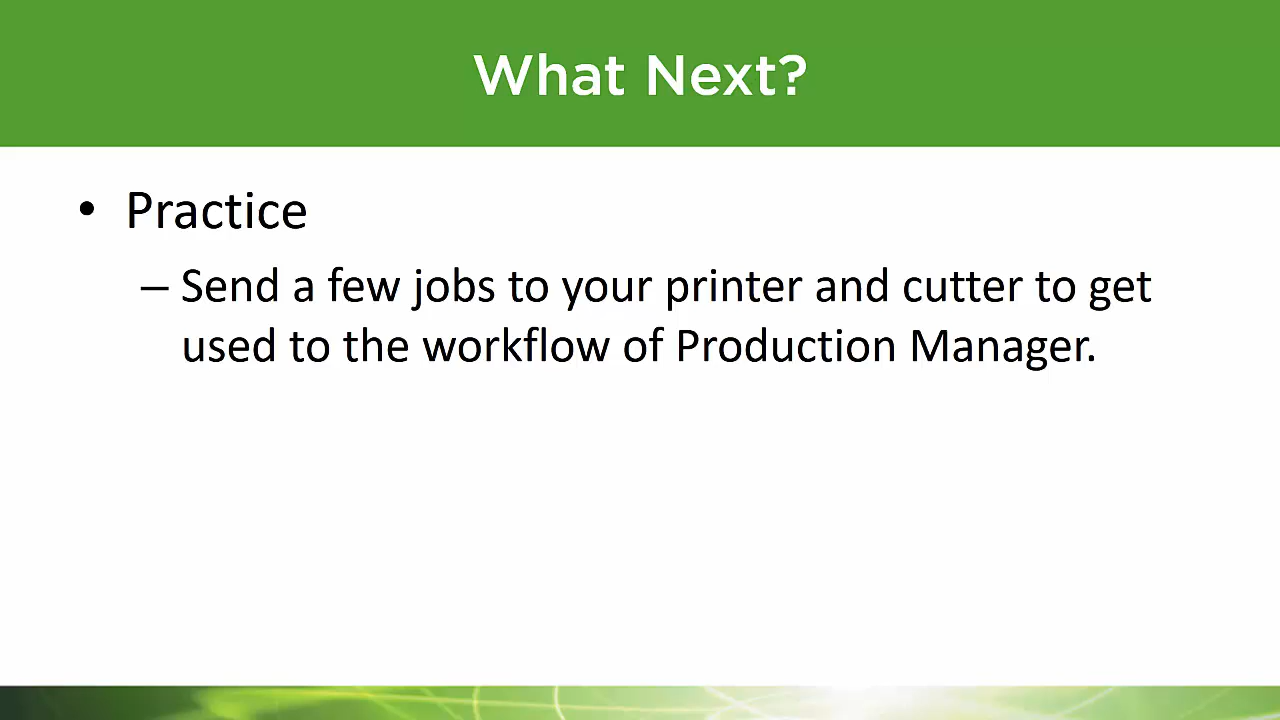 What Next?
• Practice
– Send a few jobs to your printer and cutter to get
used to the workflow of Production Manager.